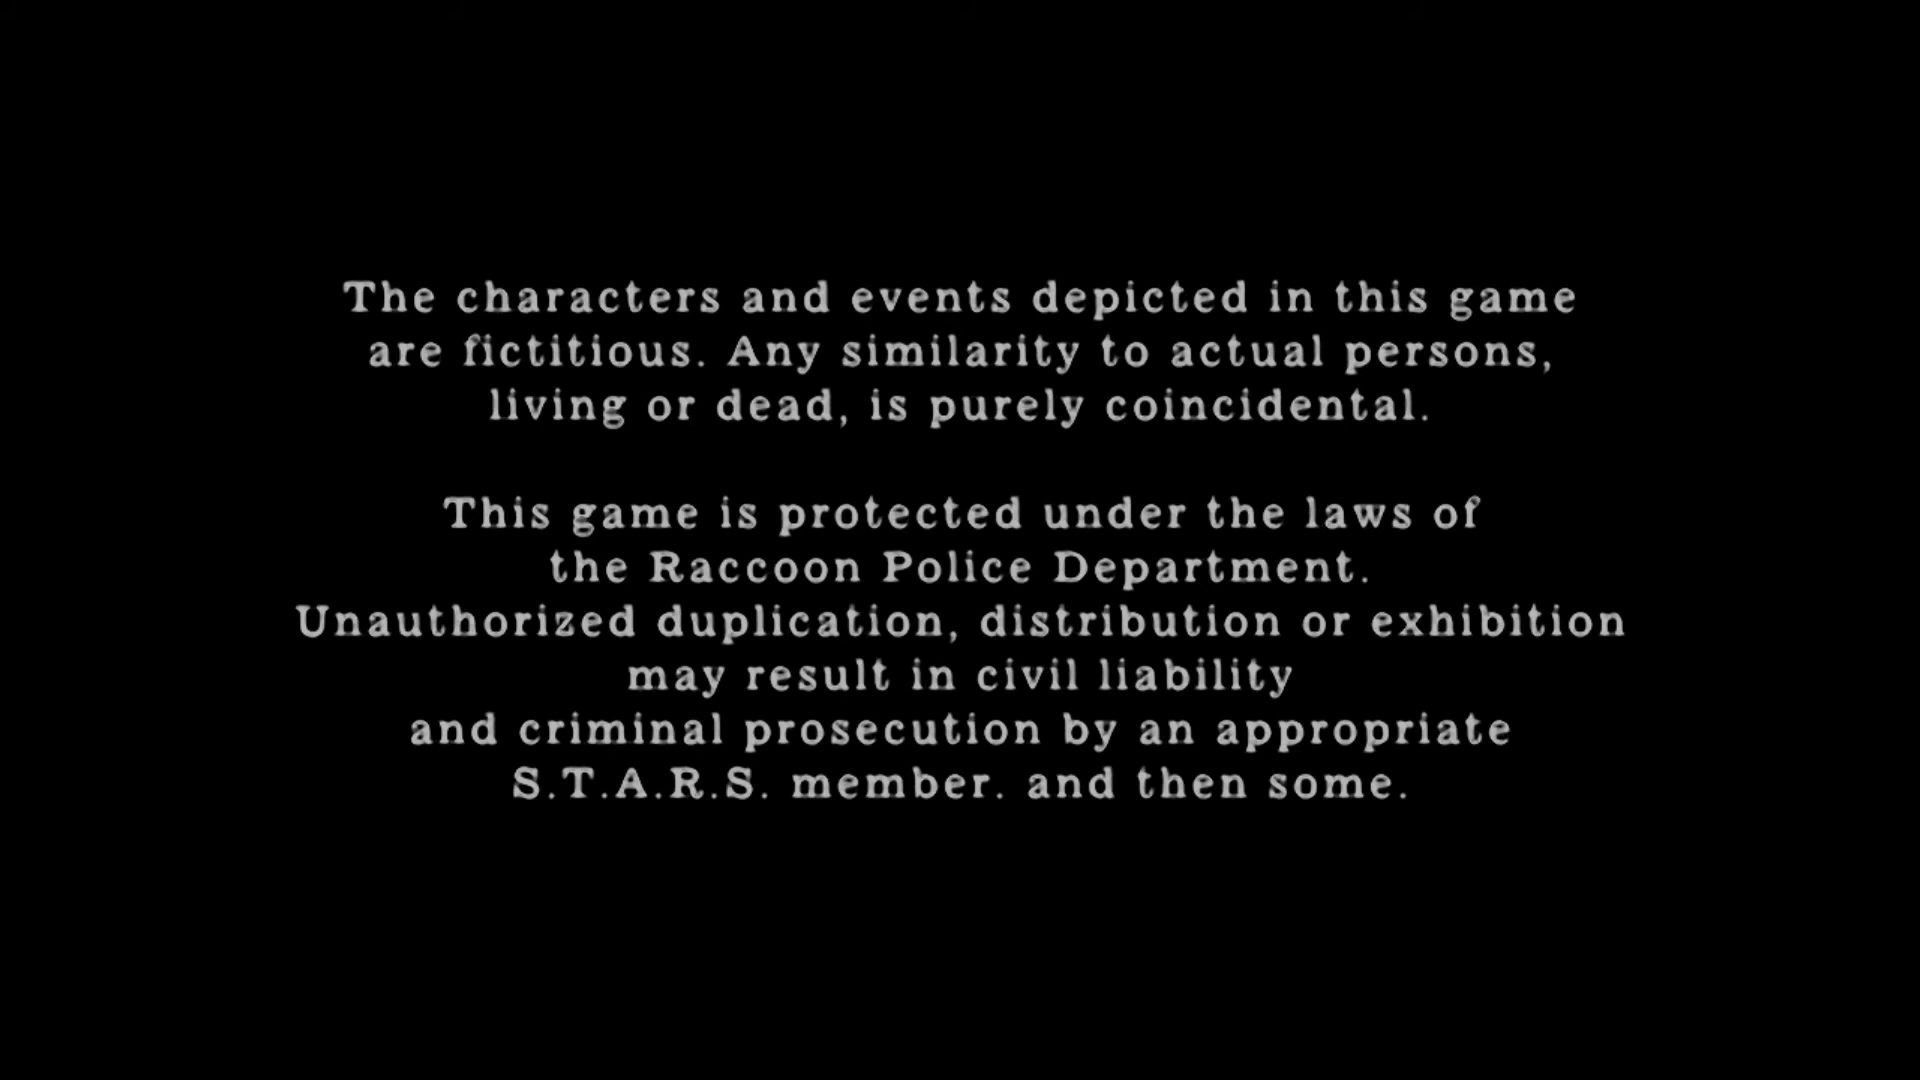 The characters and events depicted in this game
are fictitious. Any similarity to actual persons,
living or dead, is purely coincidental.
This game is protected under the laws of
the Raccoon Police Department.
Unauthorized duplication, distribution or exhibition
may result in civil liability
and criminal prosecution by an appropriate
S.T.A.R.S. member. and then some.